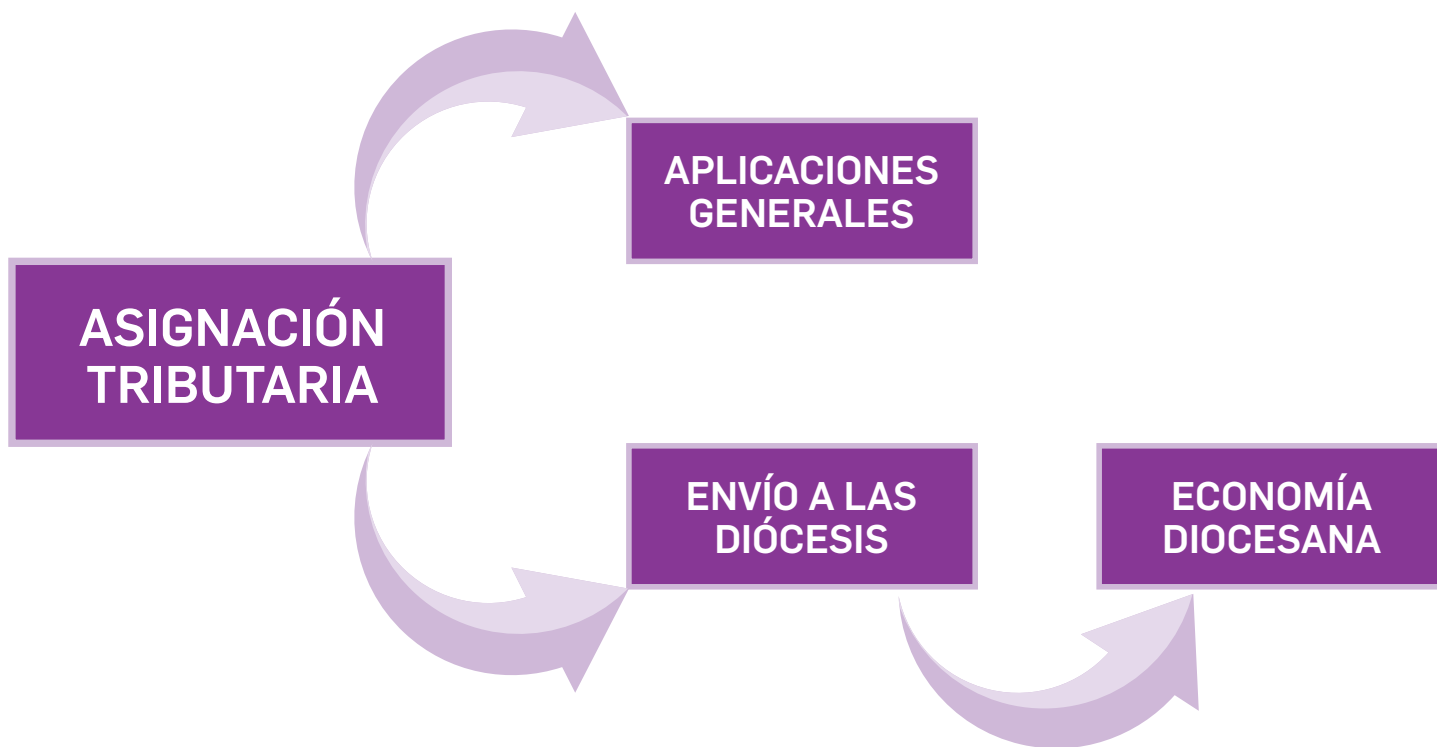 APLICACIONES
GENERALES
ASIGNACIÓN
TRIBUTARIA
ENVÍO A LAS
DIÓCESIS
ECONOMÍA
DIOCESANA